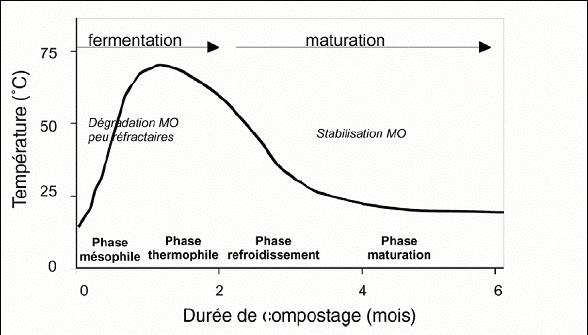 fermentation
maturation
75
Dégradation MO
peu réfractaires
Stabilisation MO
50
Température (°C)
25
Phase
mésophile
Phase
thermophile
Phase
refroidissement
Phase
maturation
0
0 2 4 6
Durée de compostage (mois)